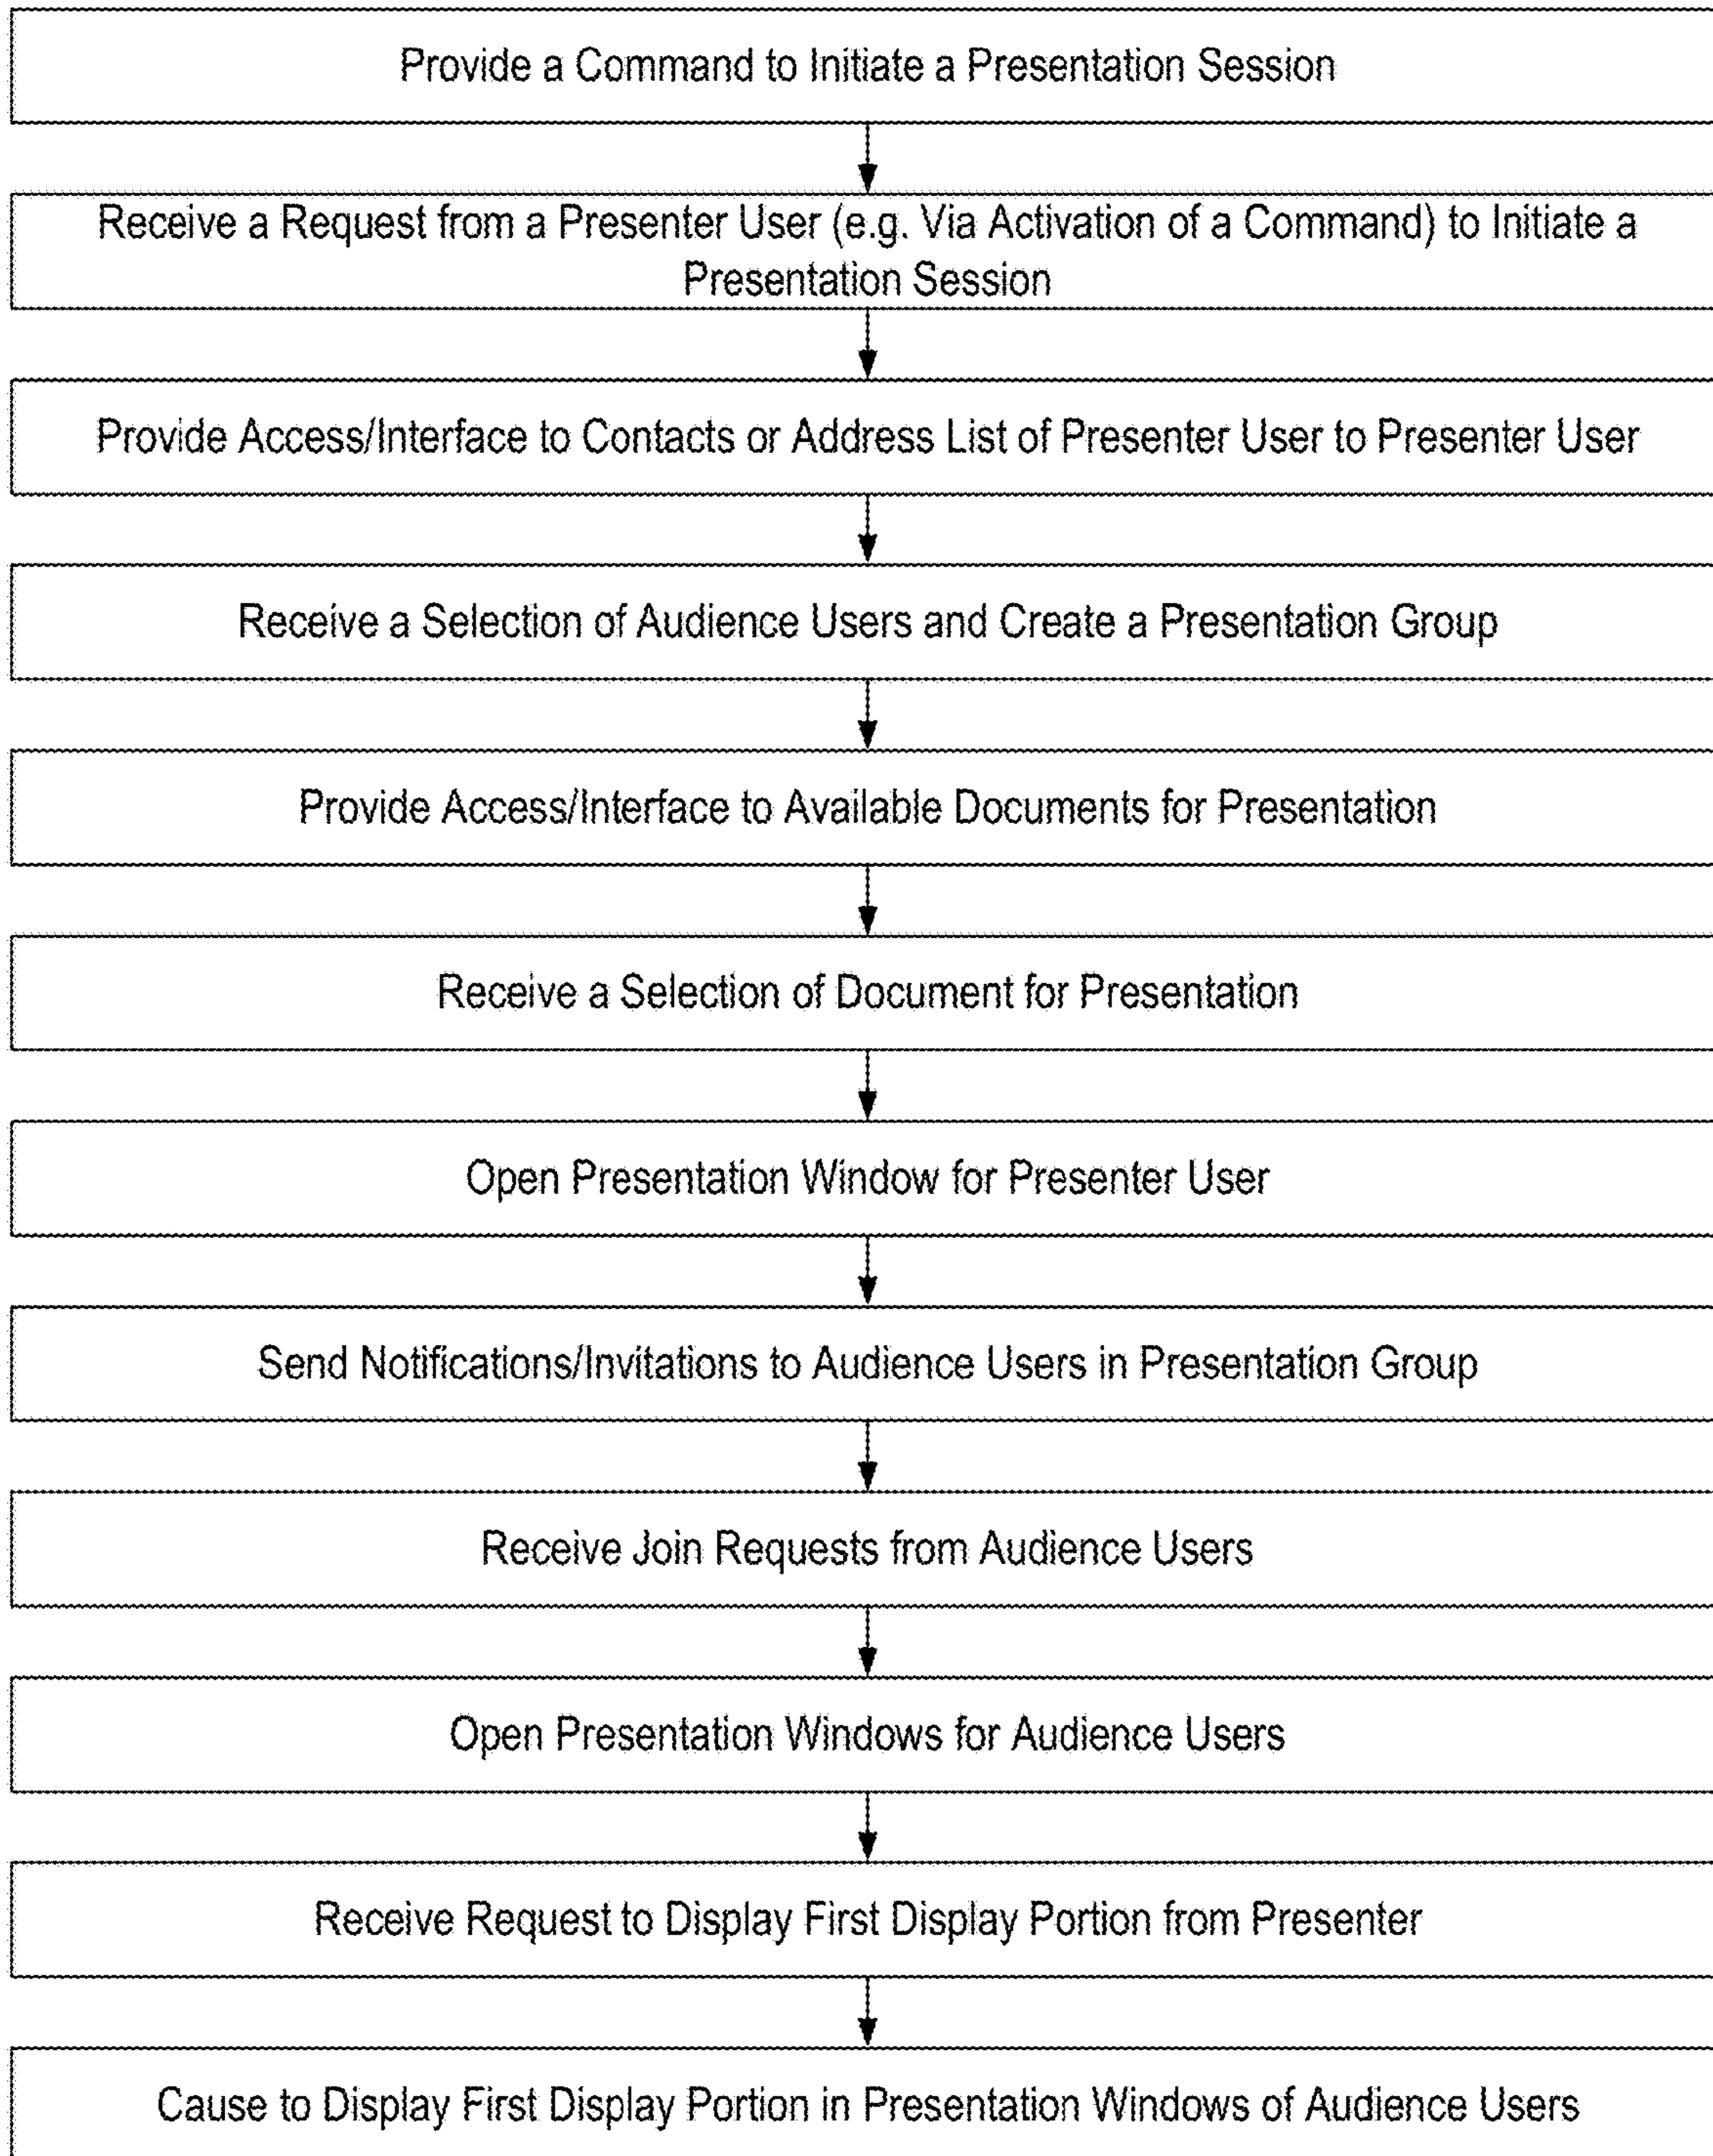 Provide a Command to Initiate a Presentation Session
Receive a Request from a Presenter User (e.g. Via Activation of a Command) to Initiate a
Presentation Session
Provide Access/Interface to Contacts or Address List of Presenter User to Presenter User
Receive a Selection of Audience Users and Create a Presentation Group
Provide Access/Interface to Available Documents for Presentation
Receive a Selection of Document for Presentation
Open Presentation Window for Presenter User
Send Notifications/Invitations to Audience Users in Presentation Group
Receive Join Requests from Audience Users
Open Presentation Windows for Audience Users
Receive Request to Display First Display Portion from Presenter
Cause to Display First Display Portion in Presentation Windows of Audience Users